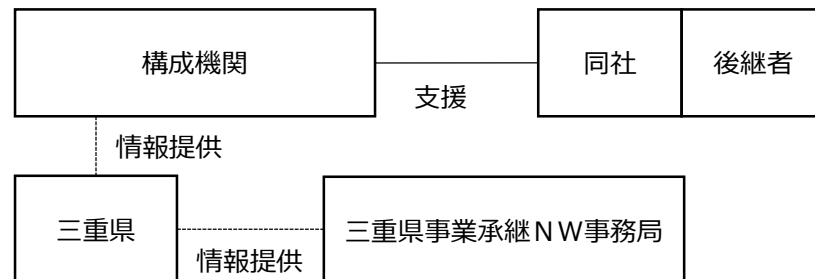 構成機関
同社
後継者
支援
情報提供
三重県
三重県事業承継ＮＷ事務局
情報提供